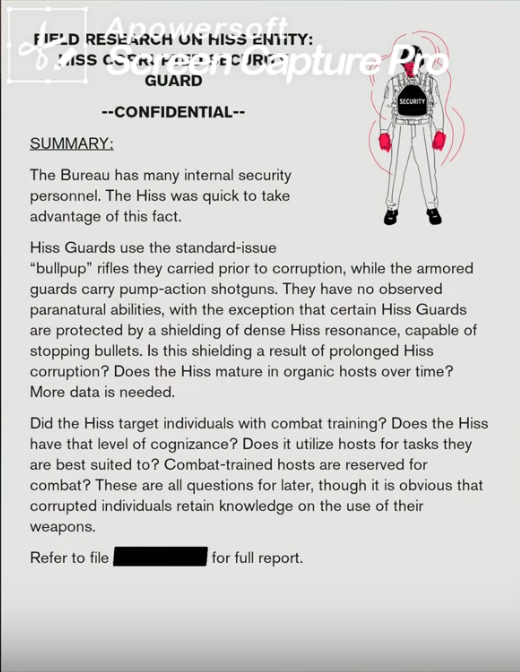 Apowersoft
Screen Capture Pro
FIELD RESEARCH ON HISS ENTITY:
HISS CORRUPTED SECURITY
GUARD
--CONFIDENTIAL--
SECURITY
SUMMARY:
The Bureau has many internal security
personnel. The Hiss was quick to take
advantage of this fact.
Hiss Guards use the standard-issue
“bullpup” rifles they carried prior to corruption, while the armored
guards carry pump-action shotguns. They have no observed
paranatural abilities, with the exception that certain Hiss Guards
are protected by a shielding of dense Hiss resonance, capable of
stopping bullets. Is this shielding a result of prolonged Hiss
corruption? Does the Hiss mature in organic hosts over time?
More data is needed.
Did the Hiss target individuals with combat training? Does the Hiss
have that level of cognizance? Does it utilize hosts for tasks they
are best suited to? Combat-trained hosts are reserved for
combat? These are all questions for later, though it is obvious that
corrupted individuals retain knowledge on the use of their
weapons.
Refer to file for full report.